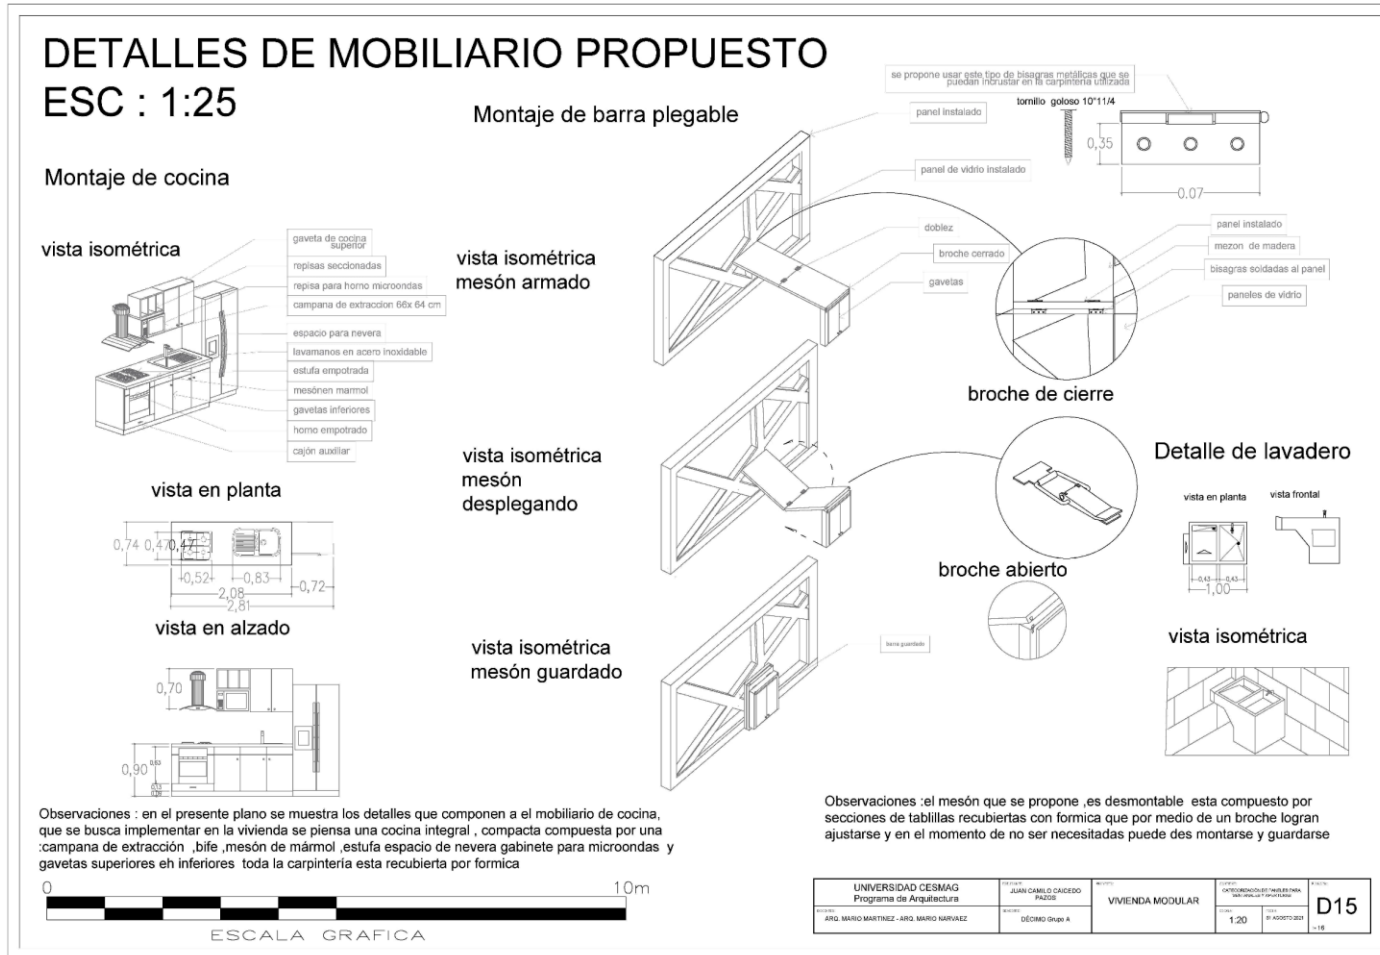 DETALLES DE MOBILIARIO PROPUESTO
ESC : 1:25
Montaje de cocina
vista isométrica
gaveta de cocina
superior
repisas seccionadas
repisa para horno microondas
campana de extraccion 66x 64 cm
espacio para nevera
lavamanos en acero inoxidable
estufa empotrada
mesónen marmol
gavetas inferiores
horno empotrado
cajón auxiliar
vista en planta
0,74
0,47
0,47
0,52
0,83
2,08
0,72
2,81
vista en alzado
0,70
0,90
Observaciones : en el presente plano se muestra los detalles que componen a el mobiliario de cocina,
que se busca implementar en la vivienda se piensa una cocina integral , compacta compuesta por una
:campana de extracción ,bife ,mesón de mármol ,estufa espacio de nevera gabinete para microondas y
gavetas superiores eh inferiores toda la carpintería esta recubierta por formica
0
10m
ESCALA GRAFICA
Montaje de barra plegable
vista isométrica
mesón armado
panel instalado
panel de vidrio instalado
doblez
broche cerrado
gavetas
vista isométrica
mesón
desplegando
vista isométrica
mesón guardado
barra guardado
se propone usar este tipo de bisagras metálicas que se
puedan incrustar en la carpintería utilizada
tornillo goloso 10"11/4
0,35
0.07
panel instalado
mezon de madera
bisagras soldadas al panel
paneles de vidrio
broche de cierre
broche abierto
Detalle de lavadero
vista en planta
vista frontal
0,43
0,43
1,00
vista isométrica
Observaciones :el mesón que se propone ,es desmontable esta compuesto por
secciones de tablillas recubiertas con formica que por medio de un broche logran
ajustarse y en el momento de no ser necesitadas puede des montarse y guardarse
UNIVERSIDAD CESMAG
Programa de Arquitectura
ARQ. MARIO MARTINEZ - ARQ. MARIO NARVAEZ
JUAN CAMILO CAICEDO
PAZOS
DÉCIMO Grupo A
VIVIENDA MODULAR
1:20
D15